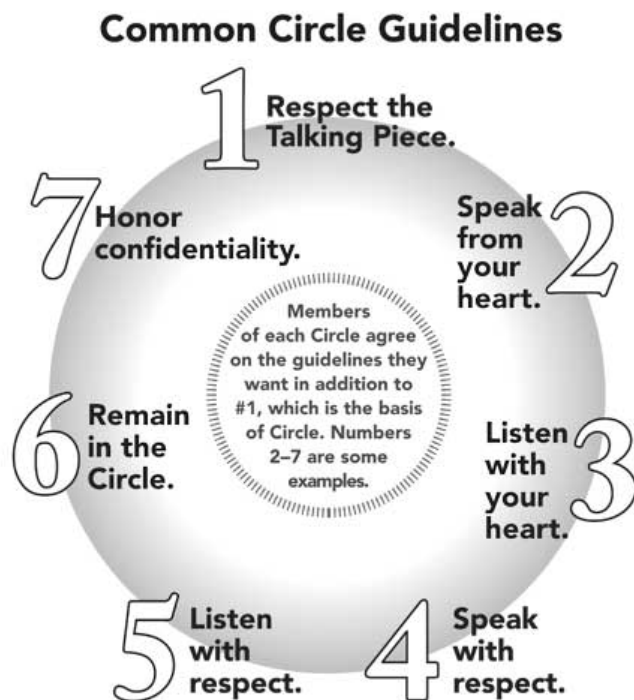 Common Circle Guidelines
1
Respect the
Talking Piece.
2
Speak
from
your
heart.
3
Listen
with
your
heart.
4
Speak
with
respect.
5
Listen
with
respect.
6
Remain
in the
Circle.
7
Honor
confidentiality.
Members
of each Circle agree
on the guidelines they
want in addition to
#1, which is the basis
of Circle. Numbers
2–7 are some
examples.